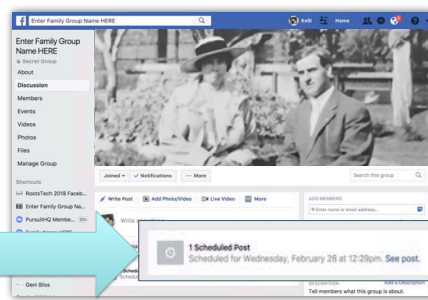 Enter Family Group Name HERE
Kelli
Home
Enter Family Group
Name HERE
Secret Group
About
Discussion
Members
Events
Videos
Photos
Files
Manage Group
Shortcuts
RootsTech 2018 Faceb...
Enter Family Group Na...
PursuitHQ Membe... 20+
Geni Bliss
Joined
Notifications
More
Search this group
Write Post
Add Photo/Video
Live Video
More
Write
ADD MEMBERS
+ Enter name or email address...
1 Scheduled Post
Scheduled for Wednesday, February 28 at 12:29pm. See post.
DESCRIPTION
Add a Description
Tell members what this group is about.